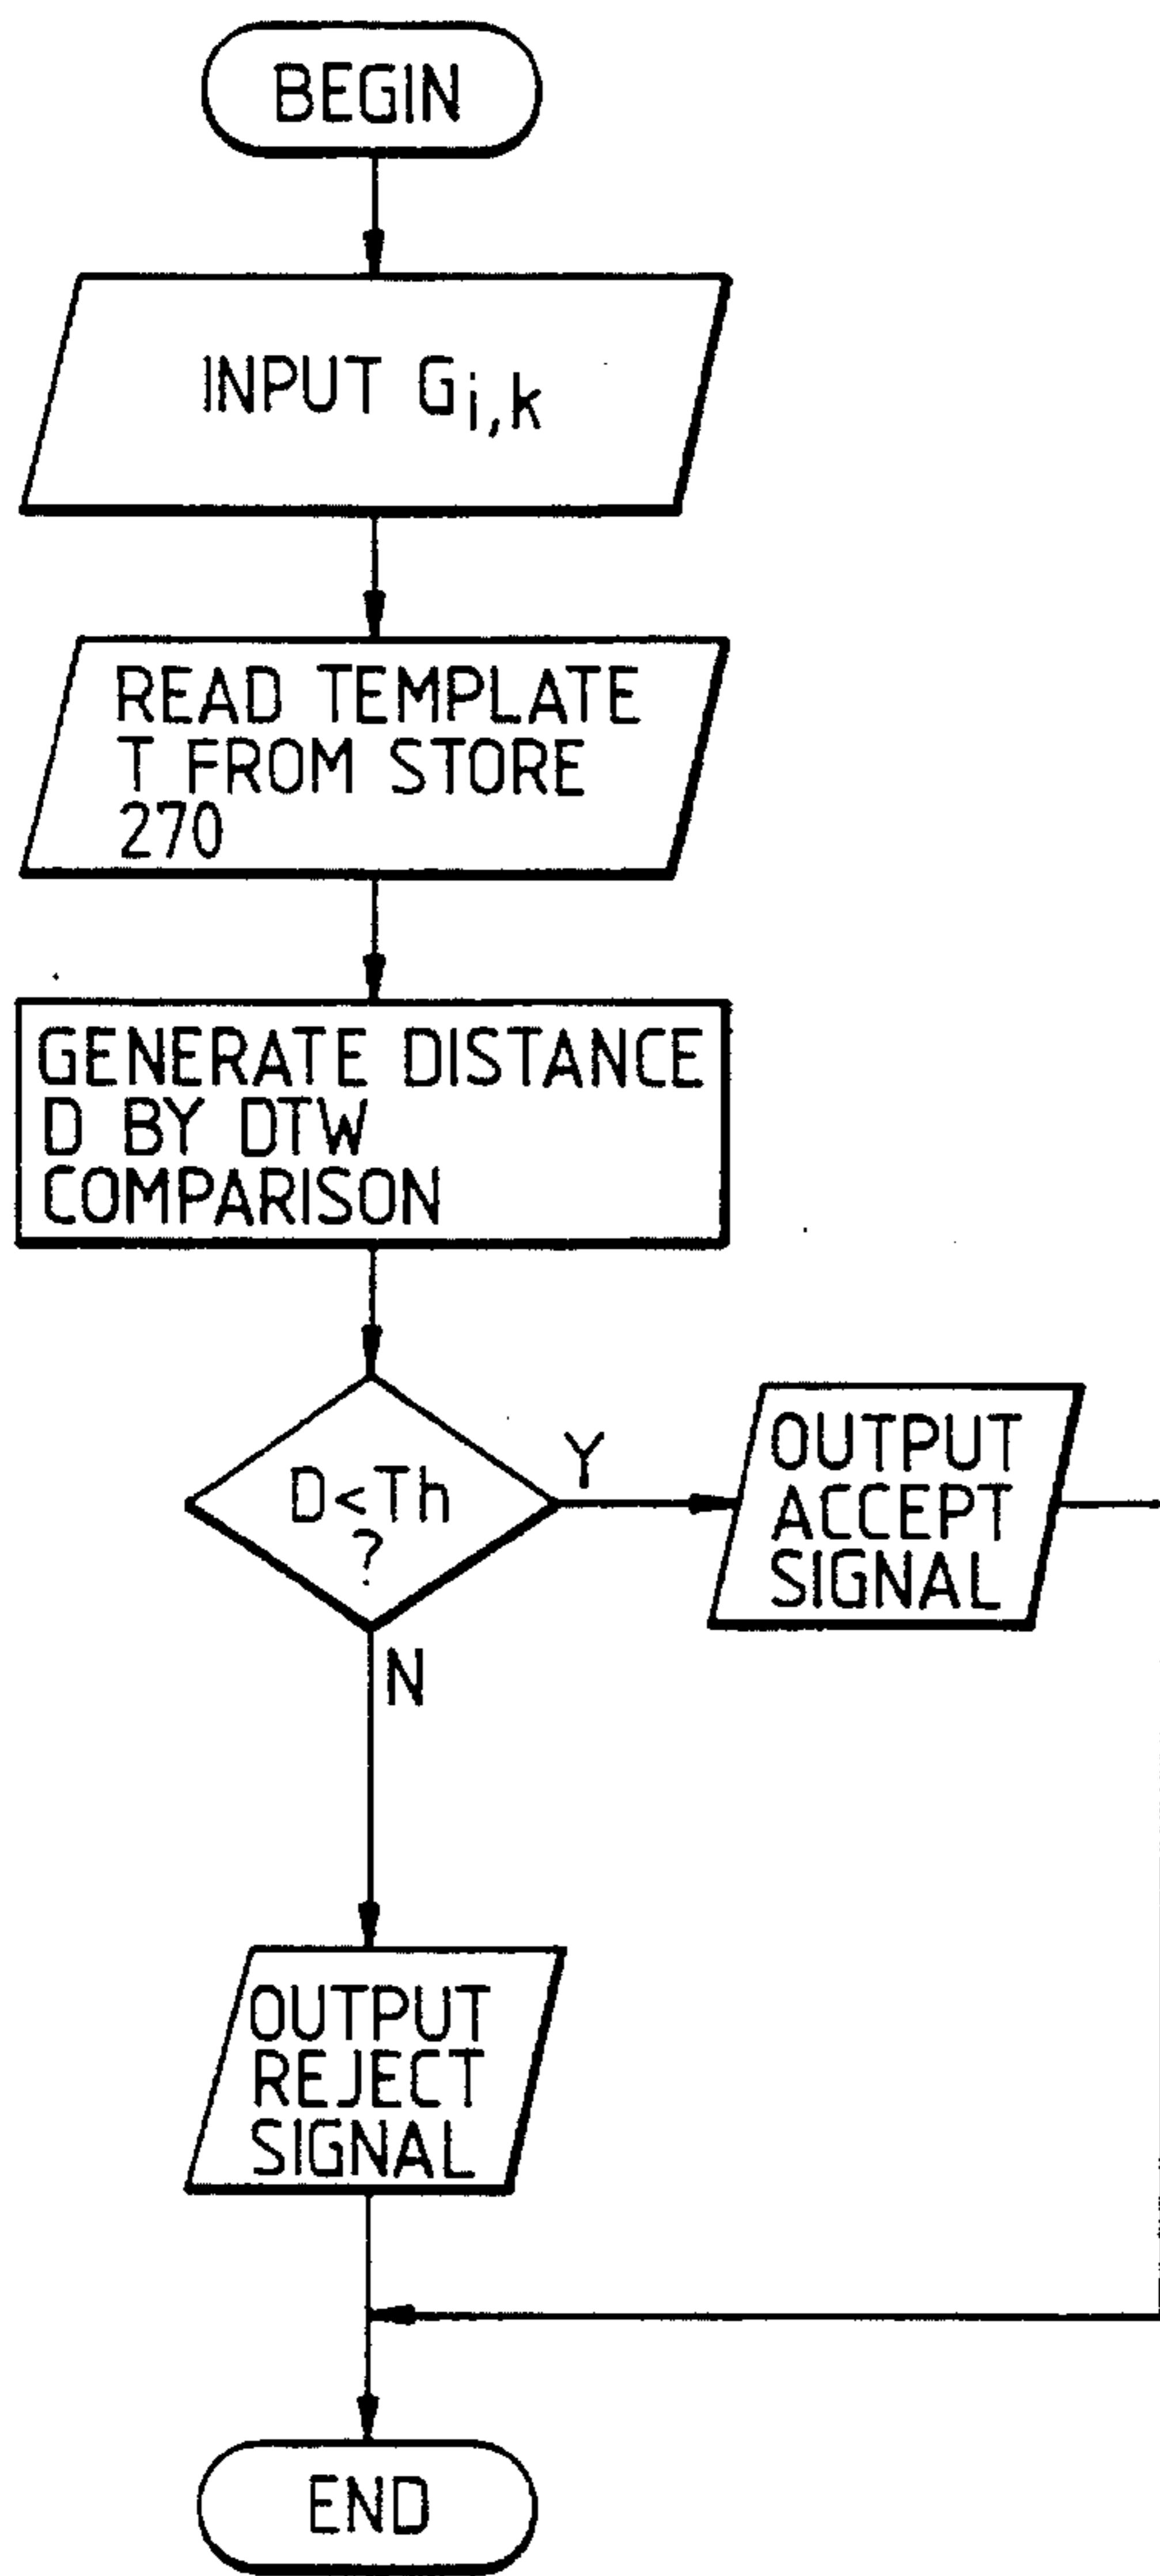 BEGIN
INPUT Gi,k
READ TEMPLATE
T FROM STORE
270
GENERATE DISTANCE
D BY DTW
COMPARISON
D<Th
?
Y
OUTPUT
ACCEPT
SIGNAL
N
OUTPUT
REJECT
SIGNAL
END